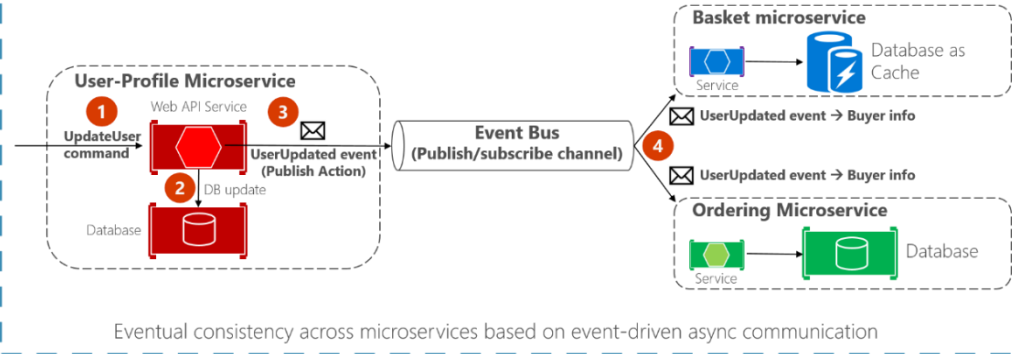 User-Profile Microservice
Web API Service
1
UpdateUser
command
2
DB update
Database
3
UserUpdated event
(Publish Action)
Event Bus
(Publish/subscribe channel)
4
Basket microservice
Service
Database as
Cache
UserUpdated event → Buyer info
UserUpdated event → Buyer info
Ordering Microservice
Service
Database
Eventual consistency across microservices based on event-driven async communication